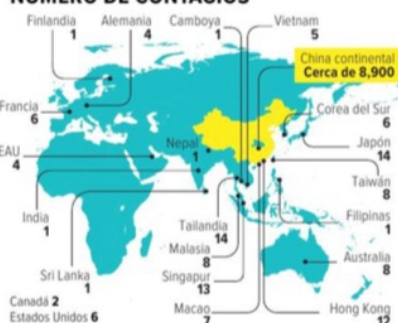 NÚMERO DE CONTAGIOS
Finlandia
1
Alemania
4
Camboya
1
Vietnam
5
China continental
Cerca de 8,900
Francia
6
Corea del Sur
6
EAU
4
Nepal
1
Japón
14
Taiwán
8
India
1
Tailandia
14
Filipinas
1
Malasia
8
Australia
8
Sri Lanka
1
Singapur
13
Canadá 2
Estados Unidos 6
Macao
7
Hong Kong
12